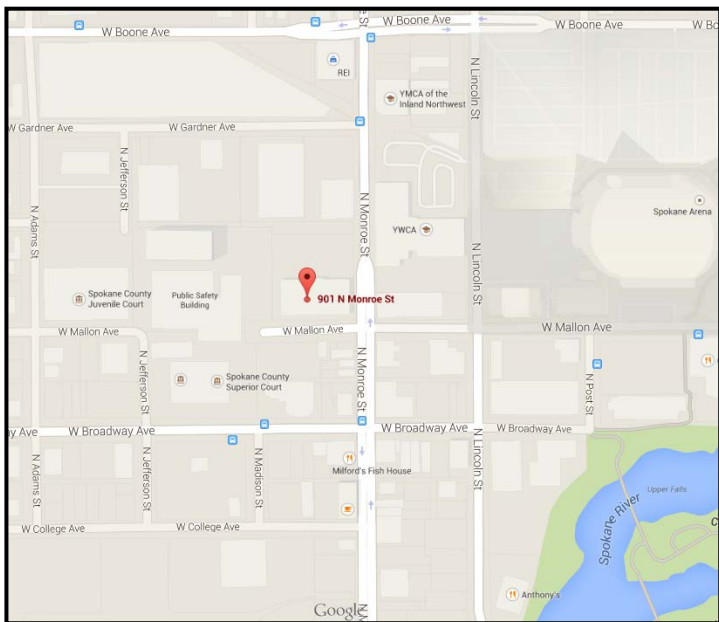 W Boone Ave
W Boone Ave
W Boone Ave
REI
YMCA of the
Inland Northwest
N Lincoln St
W Gardner Ave
W Gardner Ave
N Jefferson St
N Adams St
N Monroe St
Spokane Arena
YWCA
N Lincoln St
Spokane County
Juvenile Court
Public Safety
Building
901 N Monroe St
W Mallon Ave
W Mallon Ave
W Mallon Ave
N Jefferson St
Spokane County
Superior Court
N Monroe St
N Post St
W Broadway Ave
W Broadway Ave
W Broadway Ave
N Adams St
N Jefferson St
N Madison St
N Lincoln St
Milford's Fish House
Upper Falls
Spokane River
W College Ave
W College Ave
Anthony's
Google